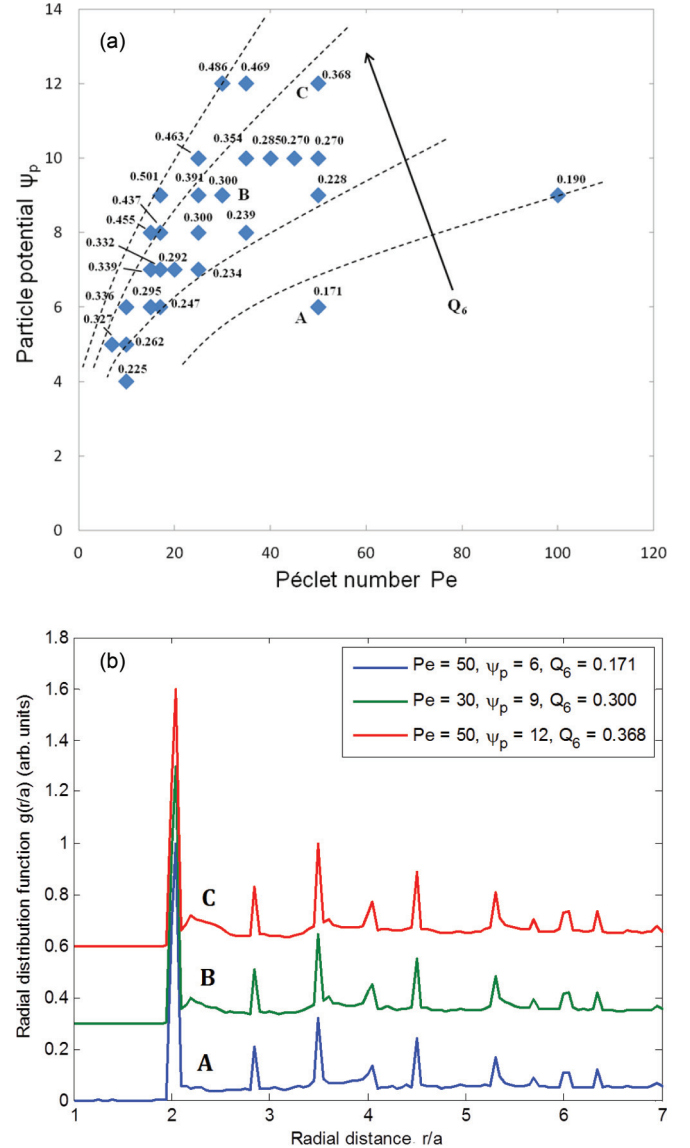 (a)
14
12
10
8
6
4
2
0
Particle potential Ψp
0.486 0.469 0.368
C
0.463 0.354 0.285 0.270 0.270
0.501 0.391 0.300 B 0.228 0.190
0.437
0.455 0.300 0.239
0.332 0.292
0.339 0.234
0.336 0.295 0.247 0.171
A Q6
0.327 0.262
0.225
0 20 40 60 80 100 120
Péclet number Pe
(b)
1.8
1.6
1.4
1.2
1
0.8
0.6
0.4
0.2
0
Radial distribution function g(r/a) (arb. units)
Pe = 50, ψp = 6, Q6 = 0.171
Pe = 30, ψp = 9, Q6 = 0.300
Pe = 50, ψp = 12, Q6 = 0.368
C
B
A
1 2 3 4 5 6 7
Radial distance r/a